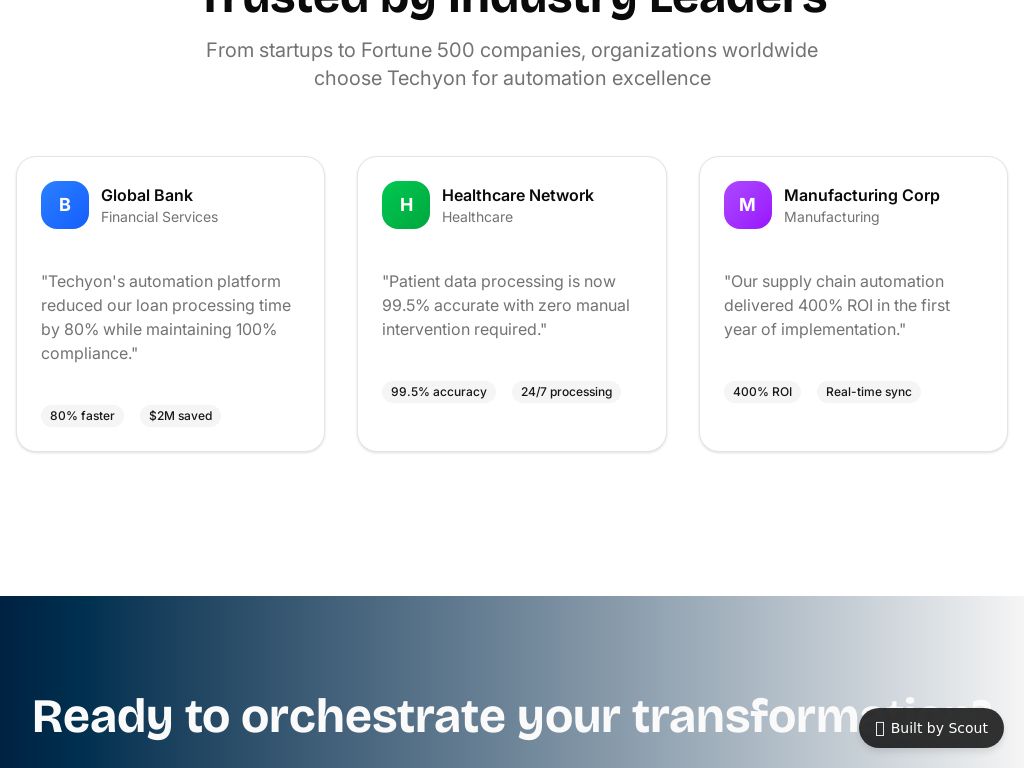 Trusted by Industry Leaders
From startups to Fortune 500 companies, organizations worldwide
choose Techyon for automation excellence
B
Global Bank
Financial Services
"Techyon's automation platform
reduced our loan processing time
by 80% while maintaining 100%
compliance."
80% faster
$2M saved
H
Healthcare Network
Healthcare
"Patient data processing is now
99.5% accurate with zero manual
intervention required."
99.5% accuracy
24/7 processing
M
Manufacturing Corp
Manufacturing
"Our supply chain automation
delivered 400% ROI in the first
year of implementation."
400% ROI
Real-time sync
Ready to orchestrate your transformation?
Built by Scout